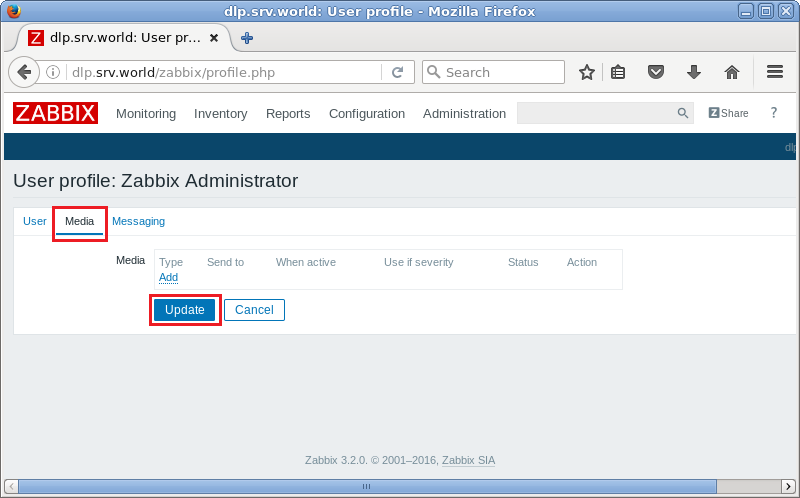 dlp.srv.world: User profile - Mozilla Firefox
Z dlp.srv.world: User pr...
dlp.srv.world/zabbix/profile.php Search
ZABBIX Monitoring Inventory Reports Configuration Administration Z Share ?
dlp
User profile: Zabbix Administrator
User Media Messaging
Media Type Send to When active Use if severity Status Action
Add
Update Cancel
Zabbix 3.2.0. © 2001–2016, Zabbix SIA